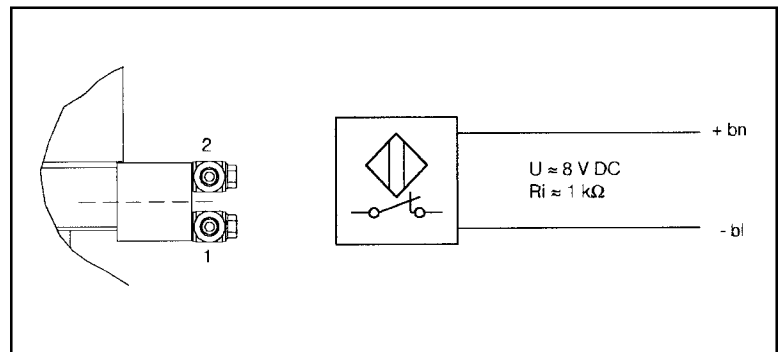 2
1
+ bn
U ≈ 8 V DC
Ri ≈ 1 kΩ
- bl